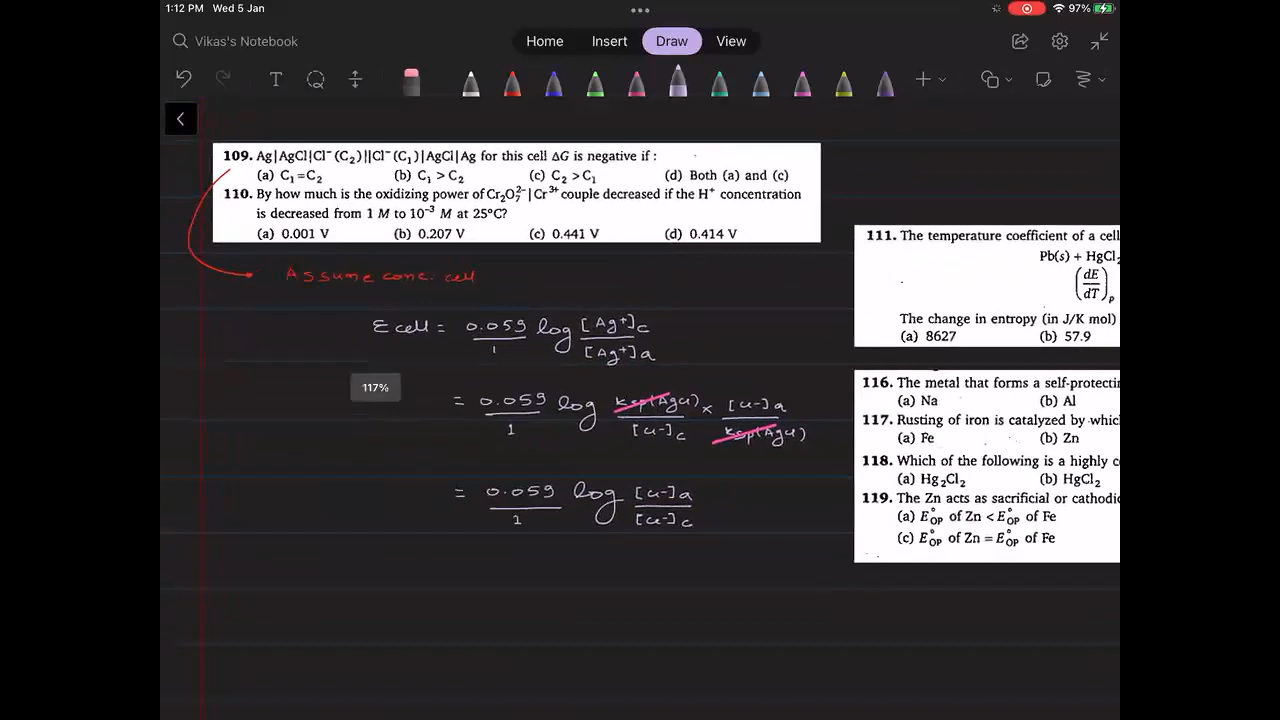 1:12 PM Wed 5 Jan
97%
Vikas's Notebook
Home Insert Draw View
109. Ag|AgCl|Cl⁻(C₂)||Cl⁻(C₁)|AgCl|Ag for this cell ΔG is negative if :
(a) C₁=C₂ (b) C₁ > C₂ (c) C₂ > C₁ (d) Both (a) and (c)
110. By how much is the oxidizing power of Cr₂O₇²⁻|Cr³⁺ couple decreased if the H⁺ concentration
is decreased from 1 M to 10⁻³ M at 25°C?
(a) 0.001 V (b) 0.207 V (c) 0.441 V (d) 0.414 V
Assume conc. cell
Ecell = 0.059/1 log [Ag+]c/[Ag+]a
117%
= 0.059/1 log Ksp(AgCl)/[Cl-]c × [Cl-]a/Ksp(AgCl)
= 0.059/1 log [Cl-]a/[Cl-]c
111. The temperature coefficient of a cell
Pb(s) + HgCl₂
(dE/dT)p
The change in entropy (in J/K mol)
(a) 8627 (b) 57.9
116. The metal that forms a self-protecti
(a) Na (b) Al
117. Rusting of iron is catalyzed by whic
(a) Fe (b) Zn
118. Which of the following is a highly c
(a) Hg₂Cl₂ (b) HgCl₂
119. The Zn acts as sacrificial or cathodi
(a) E°OP of Zn < E°OP of Fe
(c) E°OP of Zn = E°OP of Fe